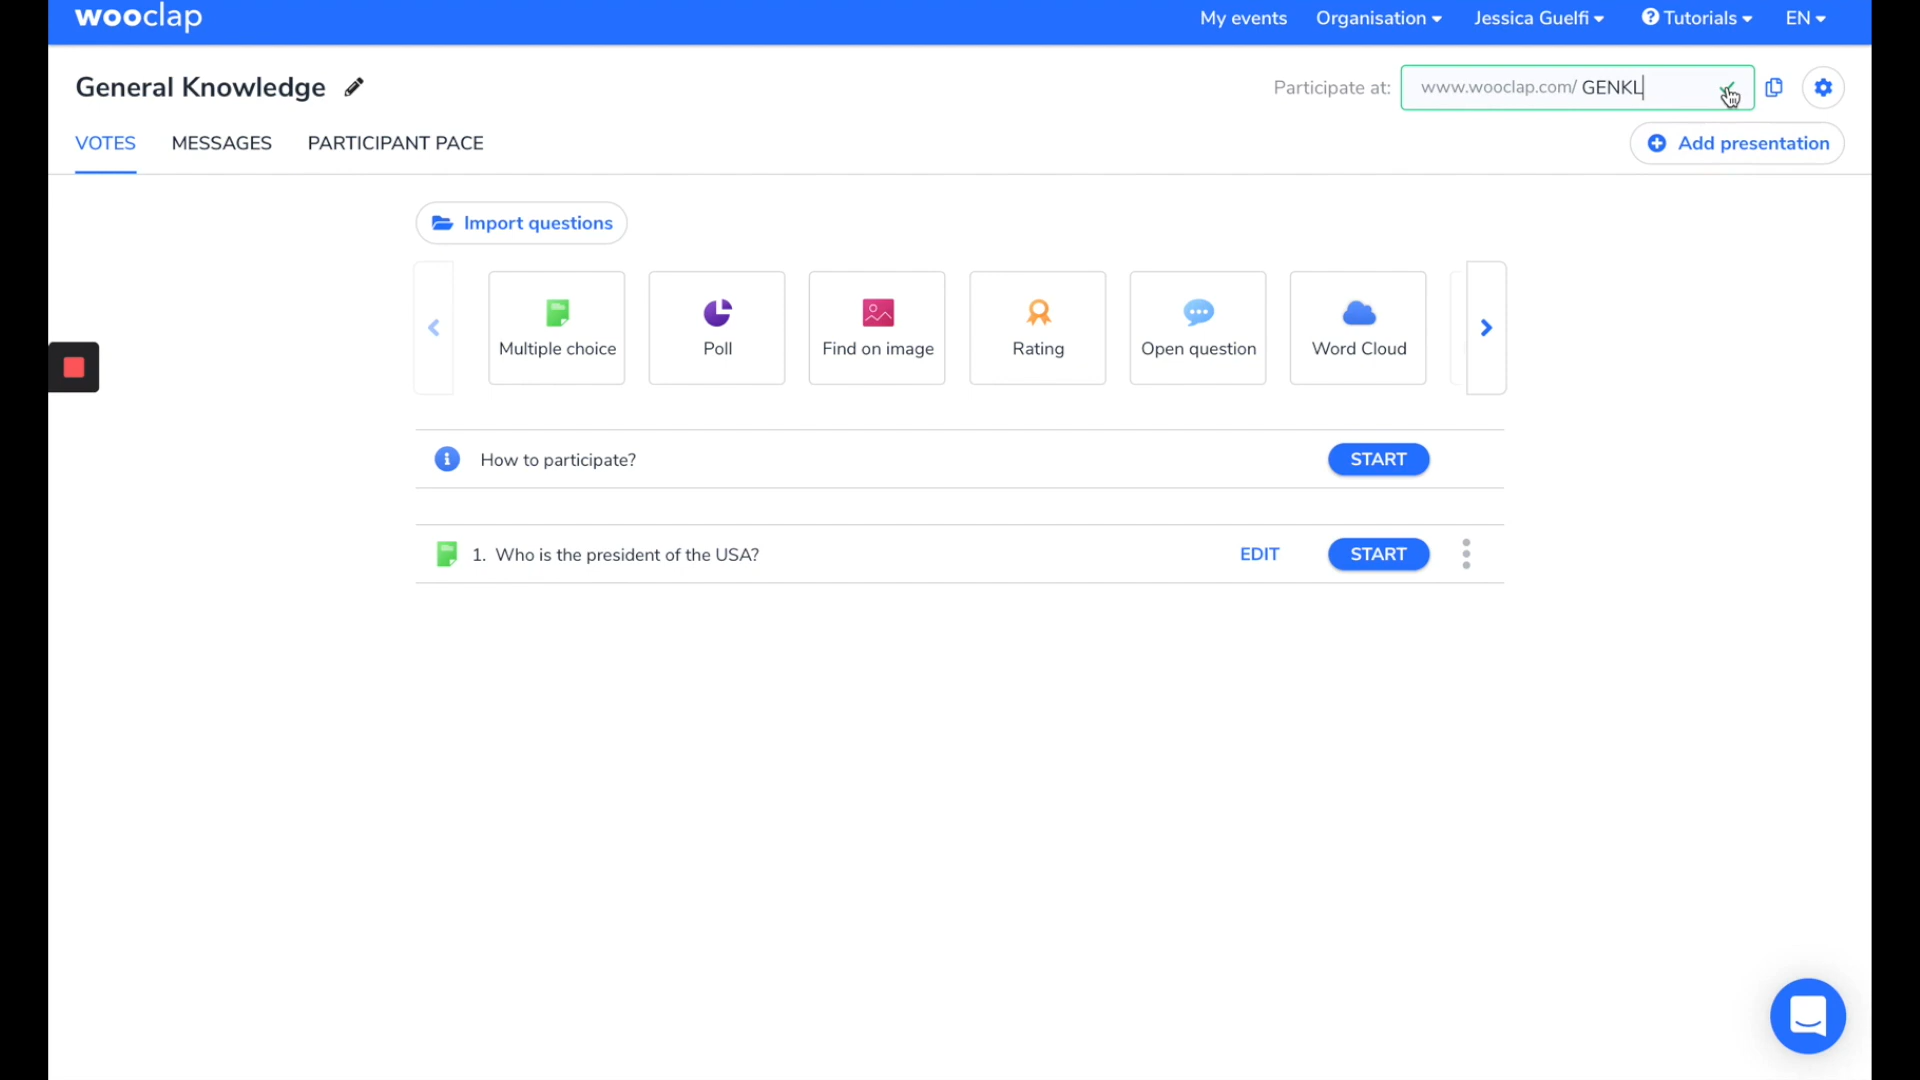 wooclap
My events Organisation Jessica Guelfi Tutorials EN
General Knowledge
Participate at: www.wooclap.com/ GENKL
VOTES MESSAGES PARTICIPANT PACE
Add presentation
Import questions
Multiple choice
Poll
Find on image
Rating
Open question
Word Cloud
How to participate? START
1. Who is the president of the USA? EDIT START